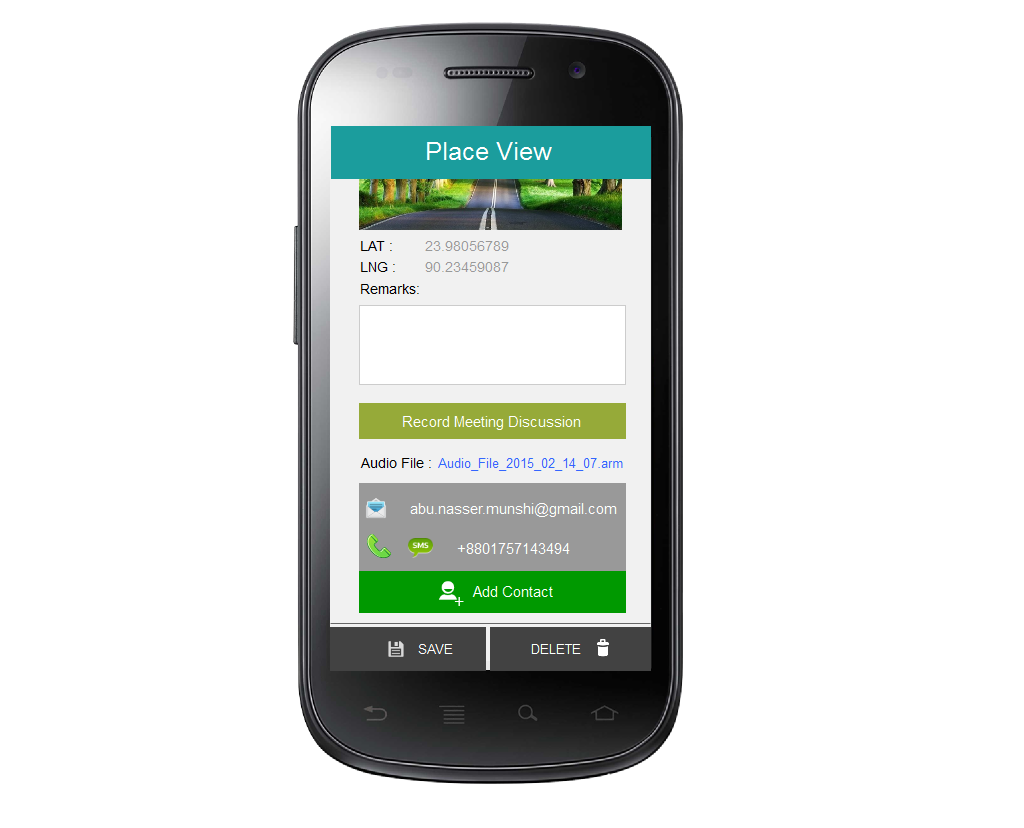 Place View
LAT : 23.98056789
LNG : 90.23459087
Remarks:
Record Meeting Discussion
Audio File : Audio_File_2015_02_14_07.arm
abu.nasser.munshi@gmail.com
SMS +8801757143494
Add Contact
SAVE DELETE